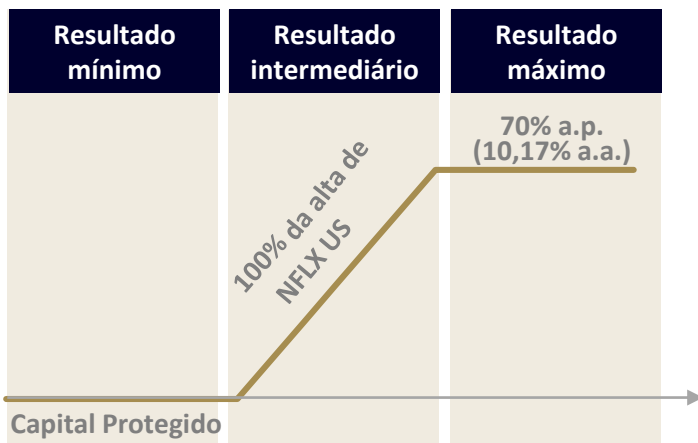 Resultado
mínimo
Resultado
intermediário
Resultado
máximo
70% a.p.
(10,17% a.a.)
100% da alta de
NFLX US
Capital Protegido